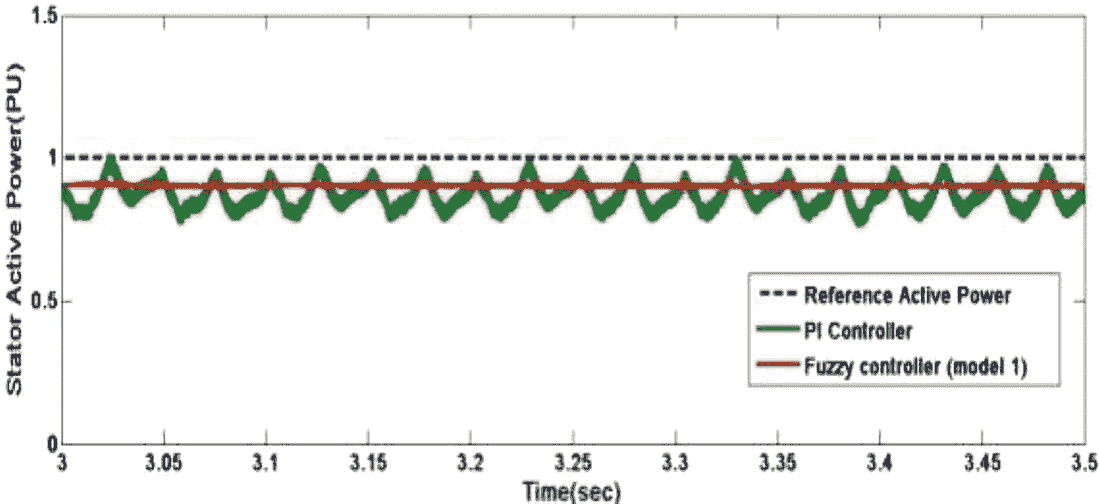 Stator Active Power(PU)
1.5
1
0.5
0
Reference Active Power
PI Controller
Fuzzy controller (model 1)
3 3.05 3.1 3.15 3.2 3.25 3.3 3.35 3.4 3.45 3.5
Time(sec)